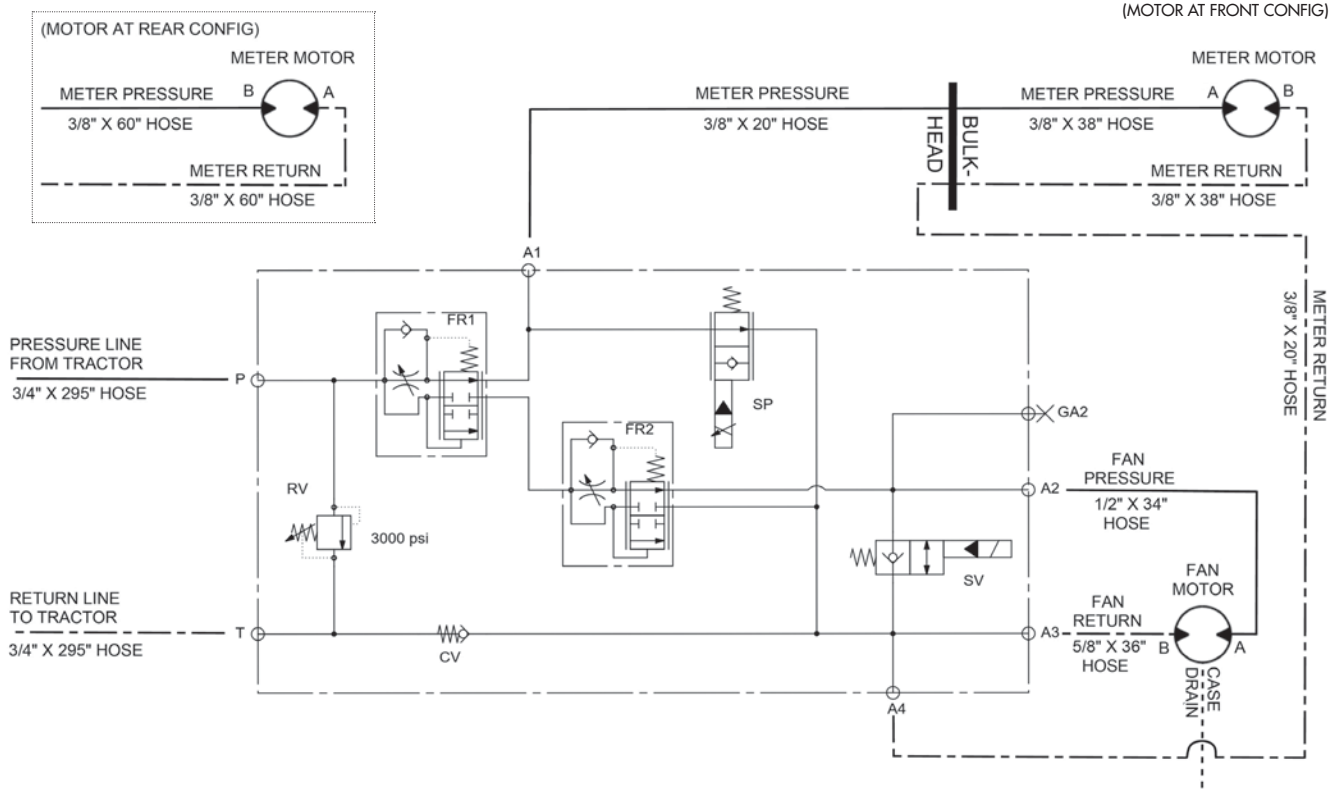 (MOTOR AT FRONT CONFIG)
(MOTOR AT REAR CONFIG)
METER MOTOR
METER PRESSURE
B
A
3/8" X 60" HOSE
METER RETURN
3/8" X 60" HOSE
METER PRESSURE
3/8" X 20" HOSE
BULK-
HEAD
METER MOTOR
METER PRESSURE
A
B
3/8" X 38" HOSE
METER RETURN
3/8" X 38" HOSE
METER RETURN
3/8" X 20" HOSE
A1
FR1
PRESSURE LINE
FROM TRACTOR
3/4" X 295" HOSE
P
SP
GA2
FR2
RV
3000 psi
A2
FAN
PRESSURE
1/2" X 34"
HOSE
SV
RETURN LINE
TO TRACTOR
3/4" X 295" HOSE
T
CV
A3
FAN
RETURN
5/8" X 36"
HOSE
FAN
MOTOR
B
A
CASE
DRAIN
A4